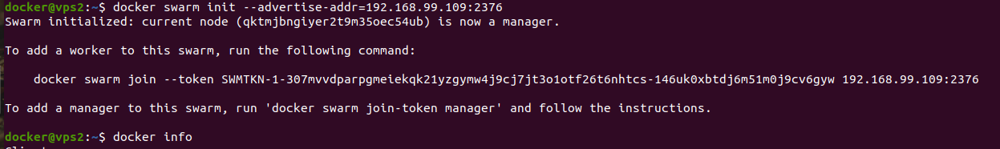 docker@vps2:~$ docker swarm init --advertise-addr=192.168.99.109:2376
Swarm initialized: current node (qktmjbngiyer2t9m35oec54ub) is now a manager.
To add a worker to this swarm, run the following command:
docker swarm join --token SWMTKN-1-307mvvdparpgmeiekqk21yzgymw4j9cj7jt3o1otf26t6nhtcs-146uk0xbtdj6m51m0j9cv6gyw 192.168.99.109:2376
To add a manager to this swarm, run 'docker swarm join-token manager' and follow the instructions.
docker@vps2:~$ docker info